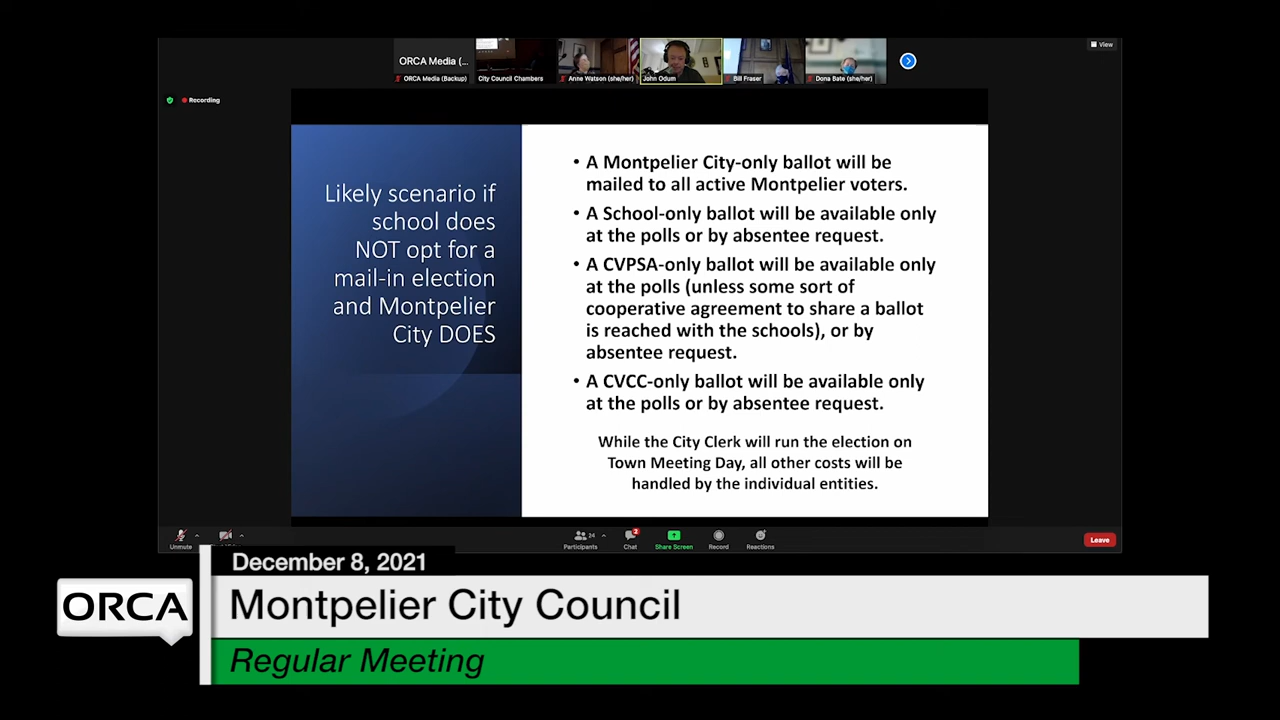 View
ORCA Media (...
ORCA Media (Backup)
City Council Chambers
Anne Watson (she/her)
John Odum
Bill Fraser
Dona Bate (she/her)
Recording
Likely scenario if
school does
NOT opt for a
mail-in election
and Montpelier
City DOES
• A Montpelier City-only ballot will be
mailed to all active Montpelier voters.
• A School-only ballot will be available only
at the polls or by absentee request.
• A CVPSA-only ballot will be available only
at the polls (unless some sort of
cooperative agreement to share a ballot
is reached with the schools), or by
absentee request.
• A CVCC-only ballot will be available only
at the polls or by absentee request.
While the City Clerk will run the election on
Town Meeting Day, all other costs will be
handled by the individual entities.
Unmute
24
Participants
2
Chat
Share Screen
Record
Reactions
Leave
December 8, 2021
ORCA
Montpelier City Council
Regular Meeting